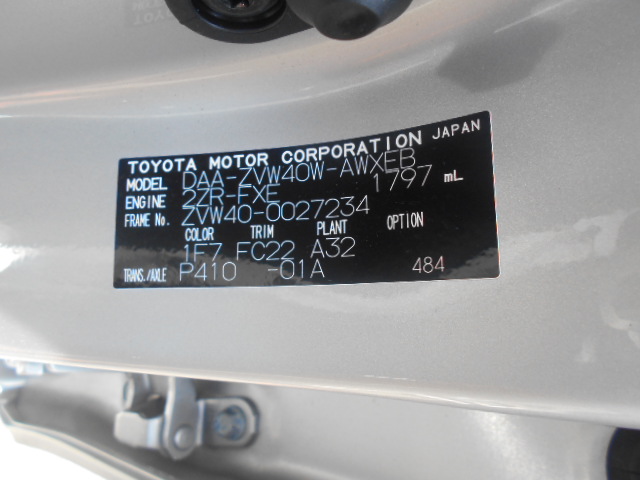 TOYOTA MOTOR CORPORATION JAPAN
MODEL DAA-ZVW40W-AWXEB
ENGINE 2ZR-FXE 1797 mL
FRAME No. ZVW40-0027234
COLOR TRIM PLANT OPTION
1F7 FC22 A32
TRANS./AXLE P410 -01A 484